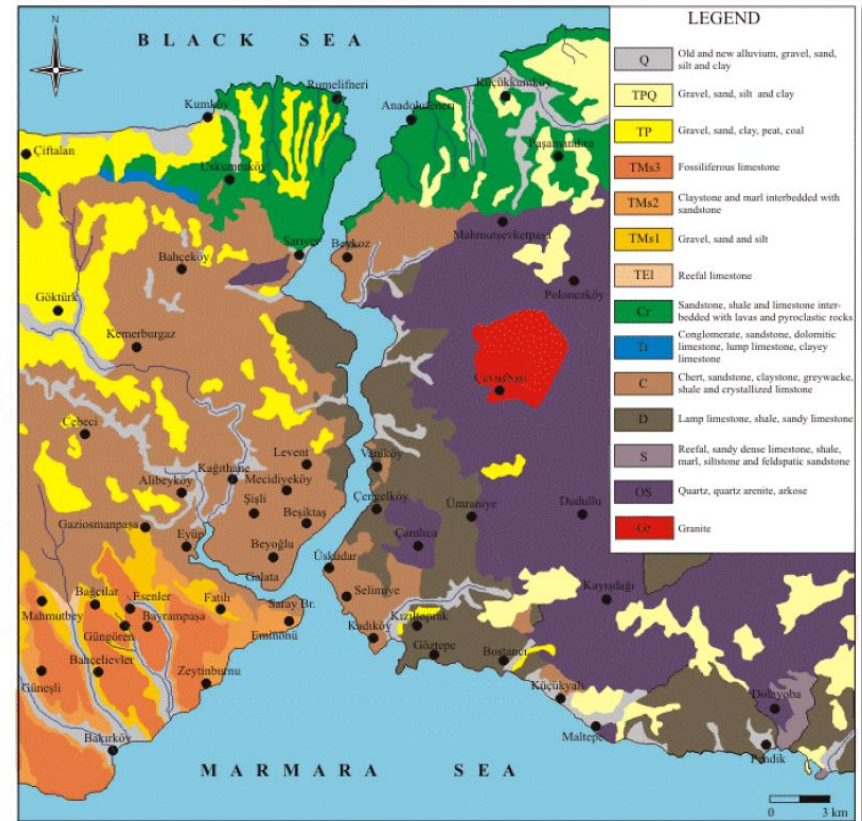 N
BLACK SEA
Rumelifneri
Kumköy
Anadolufeneri
Küçükkumköy
Çiftalan
Uskumruköy
Paşamandıra
Sarıyer
Beykoz
Mahmutşevketpaşa
Bahçeköy
Polonezköy
Göktürk
Kemerburgaz
Çavuşbaşı
Cebeci
Levent
Vaniköy
Kağıthane
Alibeyköy
Mecidiyeköy
Şişli
Çengelköy
Ümraniye
Dudullu
Gaziosmanpaşa
Beşiktaş
Eyüp
Çamlıca
Beyoğlu
Üsküdar
Galata
Kayışdağı
Bağcılar
Esenler
Fatih
Selimiye
Mahmutbey
Bayrampaşa
Saray Br.
Güngören
Eminönü
Kadıköy
Kızıltoprak
Göztepe
Bostancı
Bahçelievler
Güneşli
Zeytinburnu
Küçükyalı
Dolayoba
Maltepe
Bakırköy
Pendik
MARMARA SEA
0 3 km
LEGEND
Q Old and new alluvium, gravel, sand,
silt and clay
TPQ Gravel, sand, silt and clay
TP Gravel, sand, clay, peat, coal
TMs3 Fossiliferous limestone
TMs2 Claystone and marl interbedded with
sandstone
TMs1 Gravel, sand and silt
TEl Reefal limestone
Cr Sandstone, shale and limestone inter-
bedded with lavas and pyroclastic rocks
Tr Conglomerate, sandstone, dolomitic
limestone, lump limestone, clayey
limestone
C Chert, sandstone, claystone, greywacke,
shale and crystallized limstone
D Lamp limestone, shale, sandy limestone
S Reefal, sandy dense limestone, shale,
marl, siltstone and feldspatic sandstone
OS Quartz, quartz arenite, arkose
Gr Granite